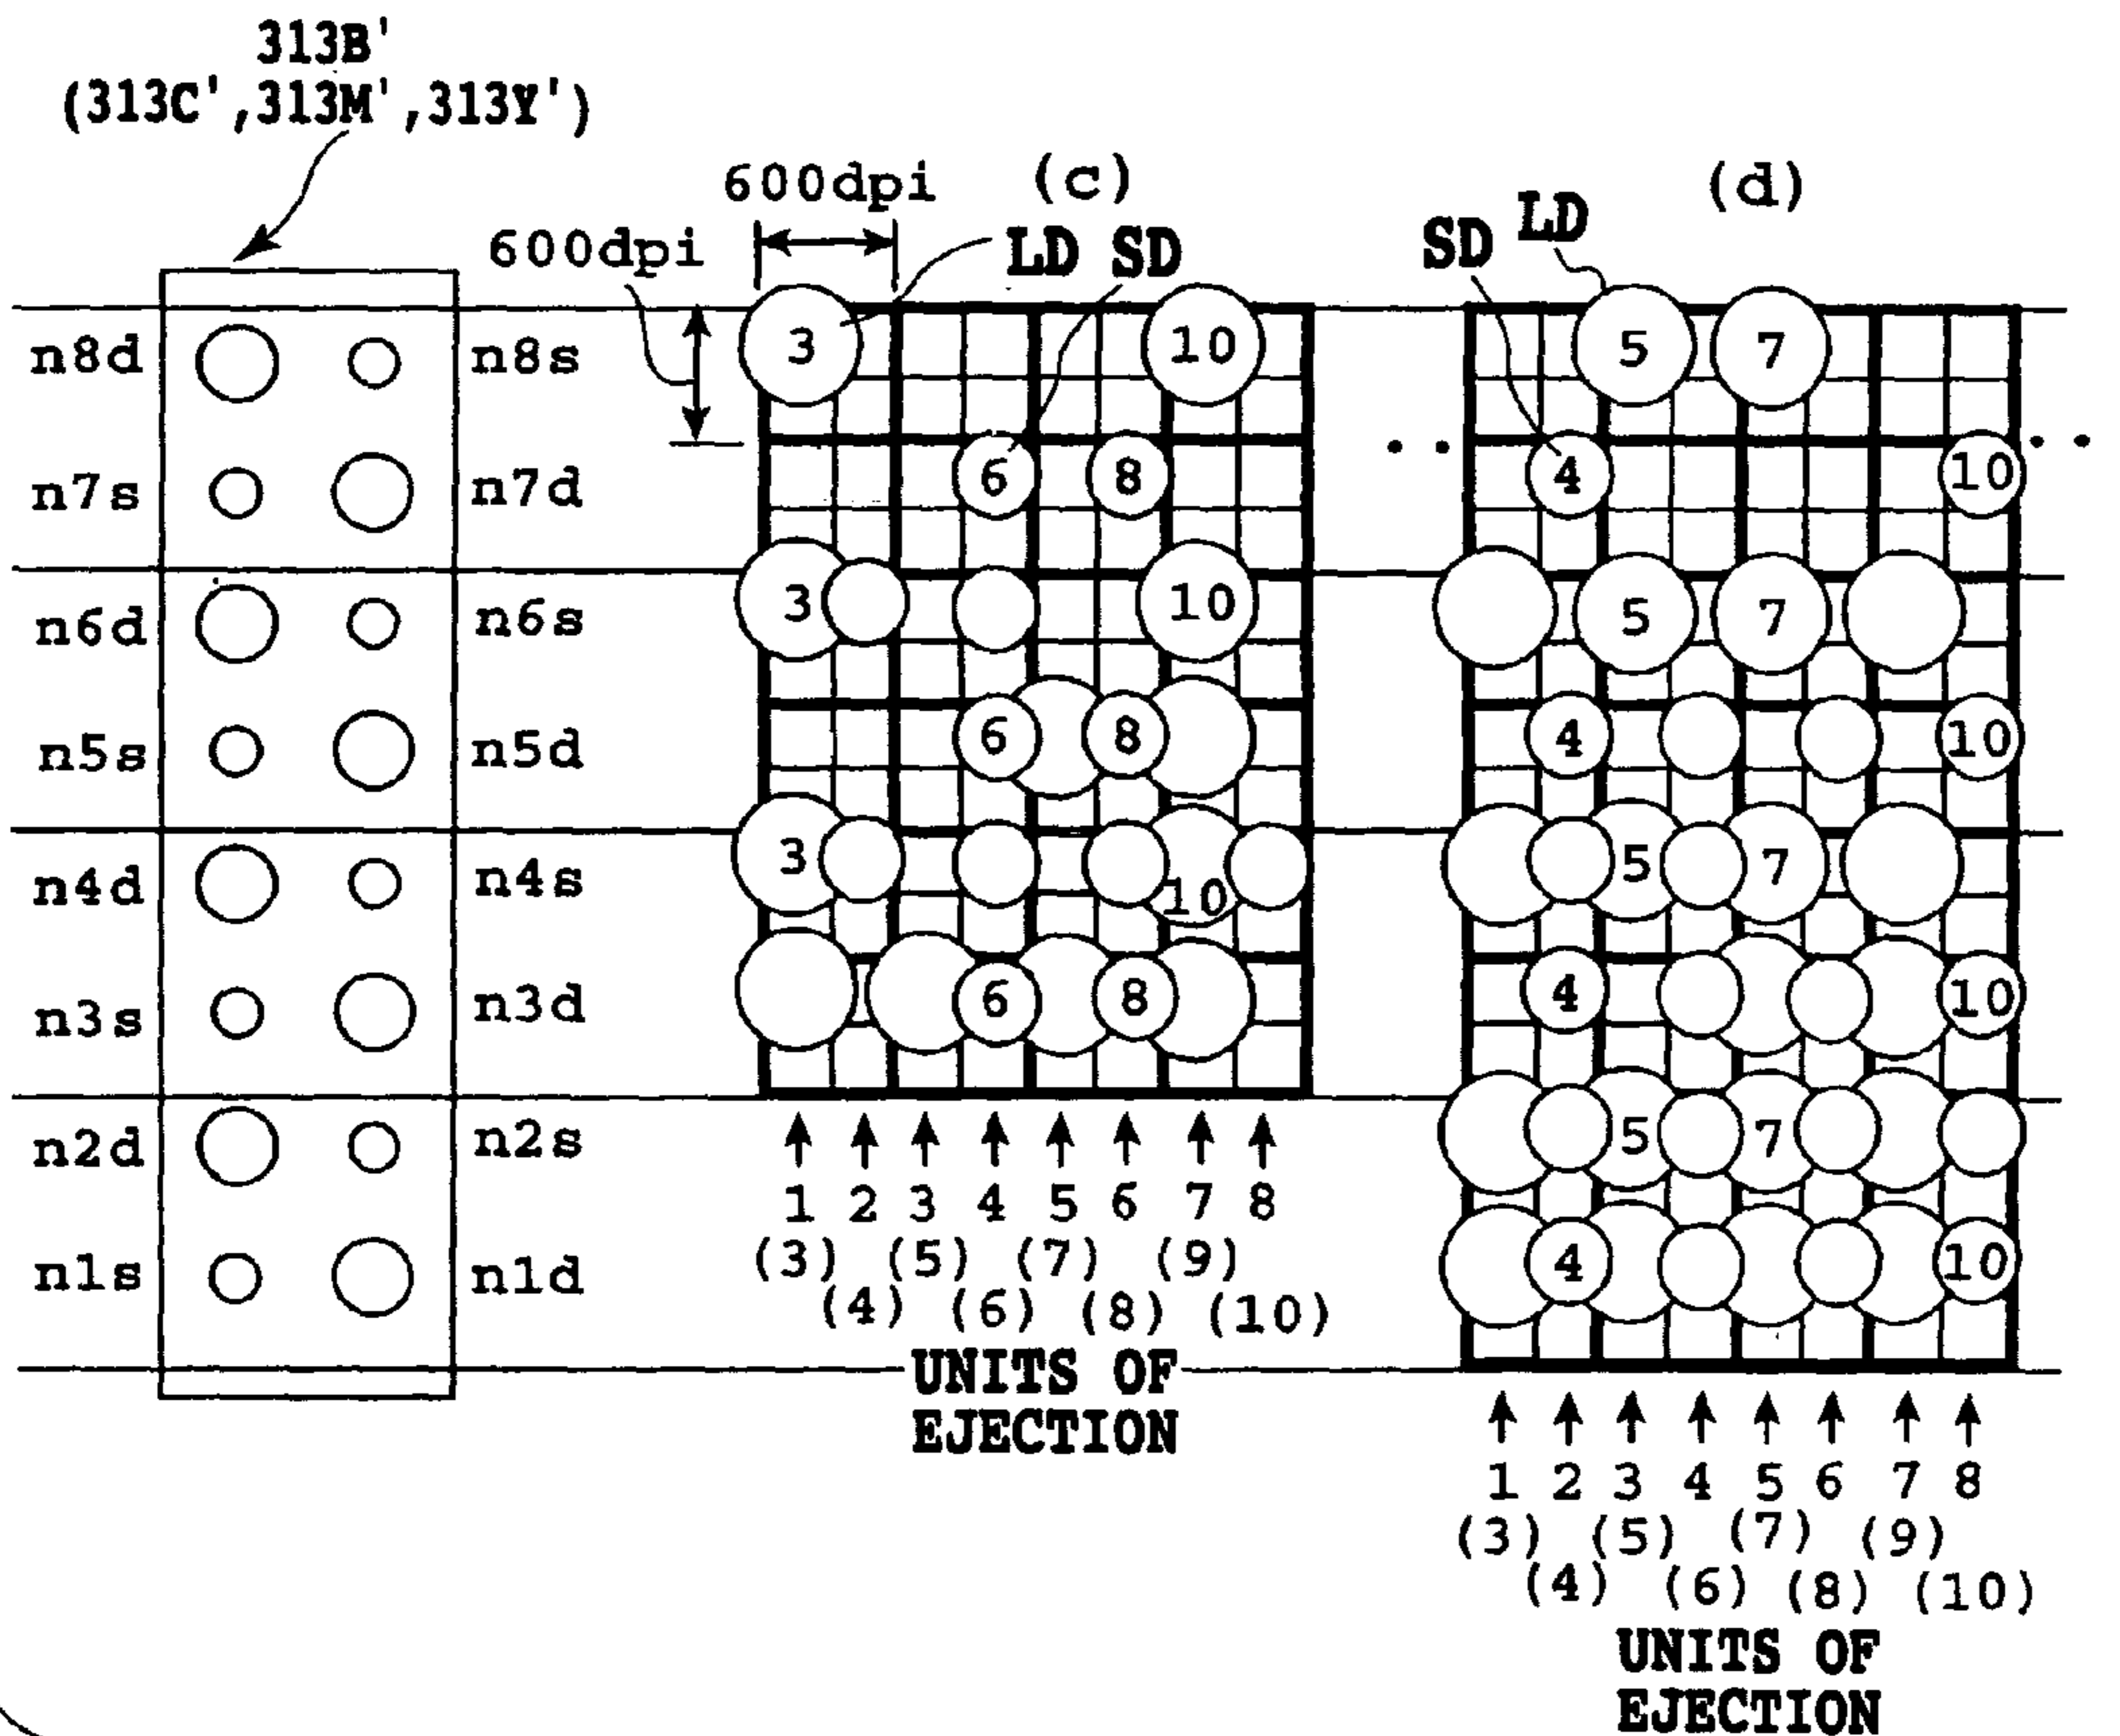 313B'
(313C',313M',313Y')
600dpi (c) (d)
600dpi LD SD SD LD
n8d n8s 3 10 5 7
n7s n7d 6 8 4 10
n6d n6s 3 10 5 7
n5s n5d 6 8 4 10
n4d n4s 3 10 5 7
n3s n3d 6 8 4 10
n2d n2s 5 7
n1s n1d 4 10
1 2 3 4 5 6 7 8
(3) (5) (7) (9)
(4) (6) (8) (10)
UNITS OF
EJECTION
1 2 3 4 5 6 7 8
(3) (5) (7) (9)
(4) (6) (8) (10)
UNITS OF
EJECTION